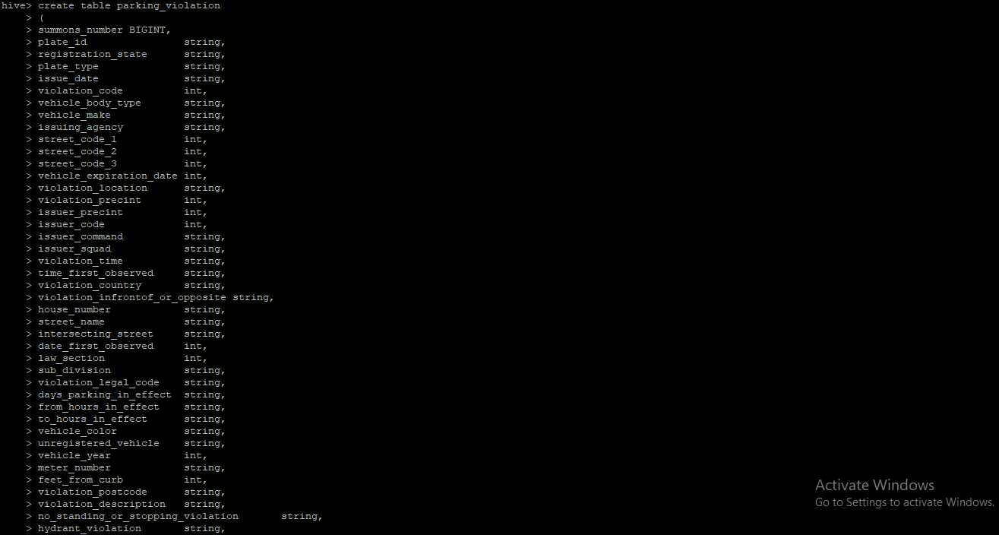 hive> create table parking_violation
> (
> summons_number BIGINT,
> plate_id string,
> registration_state string,
> plate_type string,
> issue_date string,
> violation_code int,
> vehicle_body_type string,
> vehicle_make string,
> issuing_agency string,
> street_code_1 int,
> street_code_2 int,
> street_code_3 int,
> vehicle_expiration_date int,
> violation_location string,
> violation_precint int,
> issuer_precint int,
> issuer_code int,
> issuer_command string,
> issuer_squad string,
> violation_time string,
> time_first_observed string,
> violation_country string,
> violation_infrontof_or_opposite string,
> house_number string,
> street_name string,
> intersecting_street string,
> date_first_observed int,
> law_section int,
> sub_division string,
> violation_legal_code string,
> days_parking_in_effect string,
> from_hours_in_effect string,
> to_hours_in_effect string,
> vehicle_color string,
> unregistered_vehicle string,
> vehicle_year int,
> meter_number string,
> feet_from_curb int,
> violation_postcode string,
> violation_description string,
> no_standing_or_stopping_violation string,
> hydrant_violation string,
Activate Windows
Go to Settings to activate Windows.